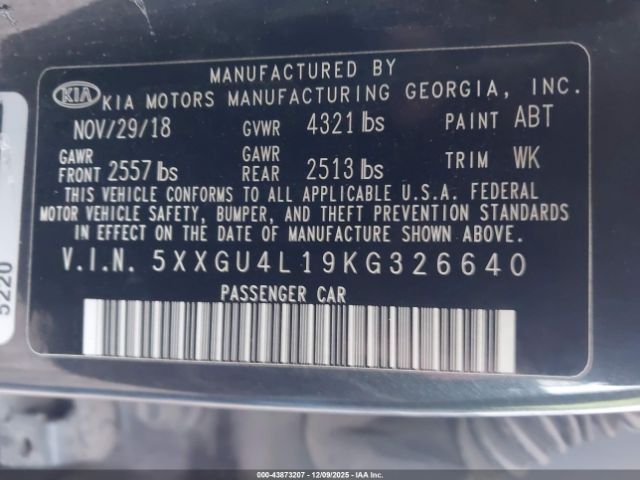 MANUFACTURED BY
KIA KIA MOTORS MANUFACTURING GEORGIA, INC.
NOV/29/18 GVWR 4321 lbs PAINT ABT
GAWR FRONT 2557 lbs GAWR REAR 2513 lbs TRIM WK
THIS VEHICLE CONFORMS TO ALL APPLICABLE U.S.A. FEDERAL
MOTOR VEHICLE SAFETY, BUMPER, AND THEFT PREVENTION STANDARDS
IN EFFECT ON THE DATE OF MANUFACTURE SHOWN ABOVE.
V.I.N. 5XXGU4L19KG326640
PASSENGER CAR
5220
000-43873207 - 12/09/2025 - IAAI.COM